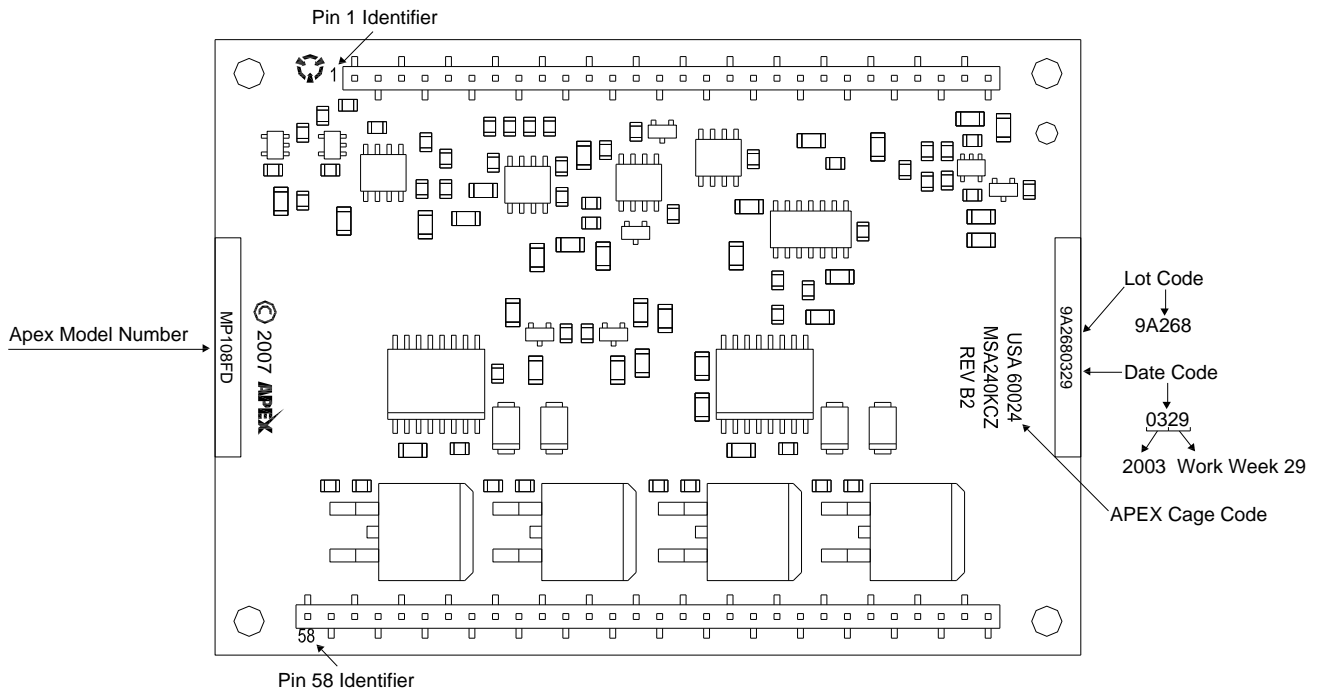 Pin 1 Identifier
1
Apex Model Number
MP108FD
© 2007 APEX
USA 60024
MSA240KCZ
REV B2
9A2680329
Lot Code
9A268
Date Code
0329
2003 Work Week 29
APEX Cage Code
58
Pin 58 Identifier